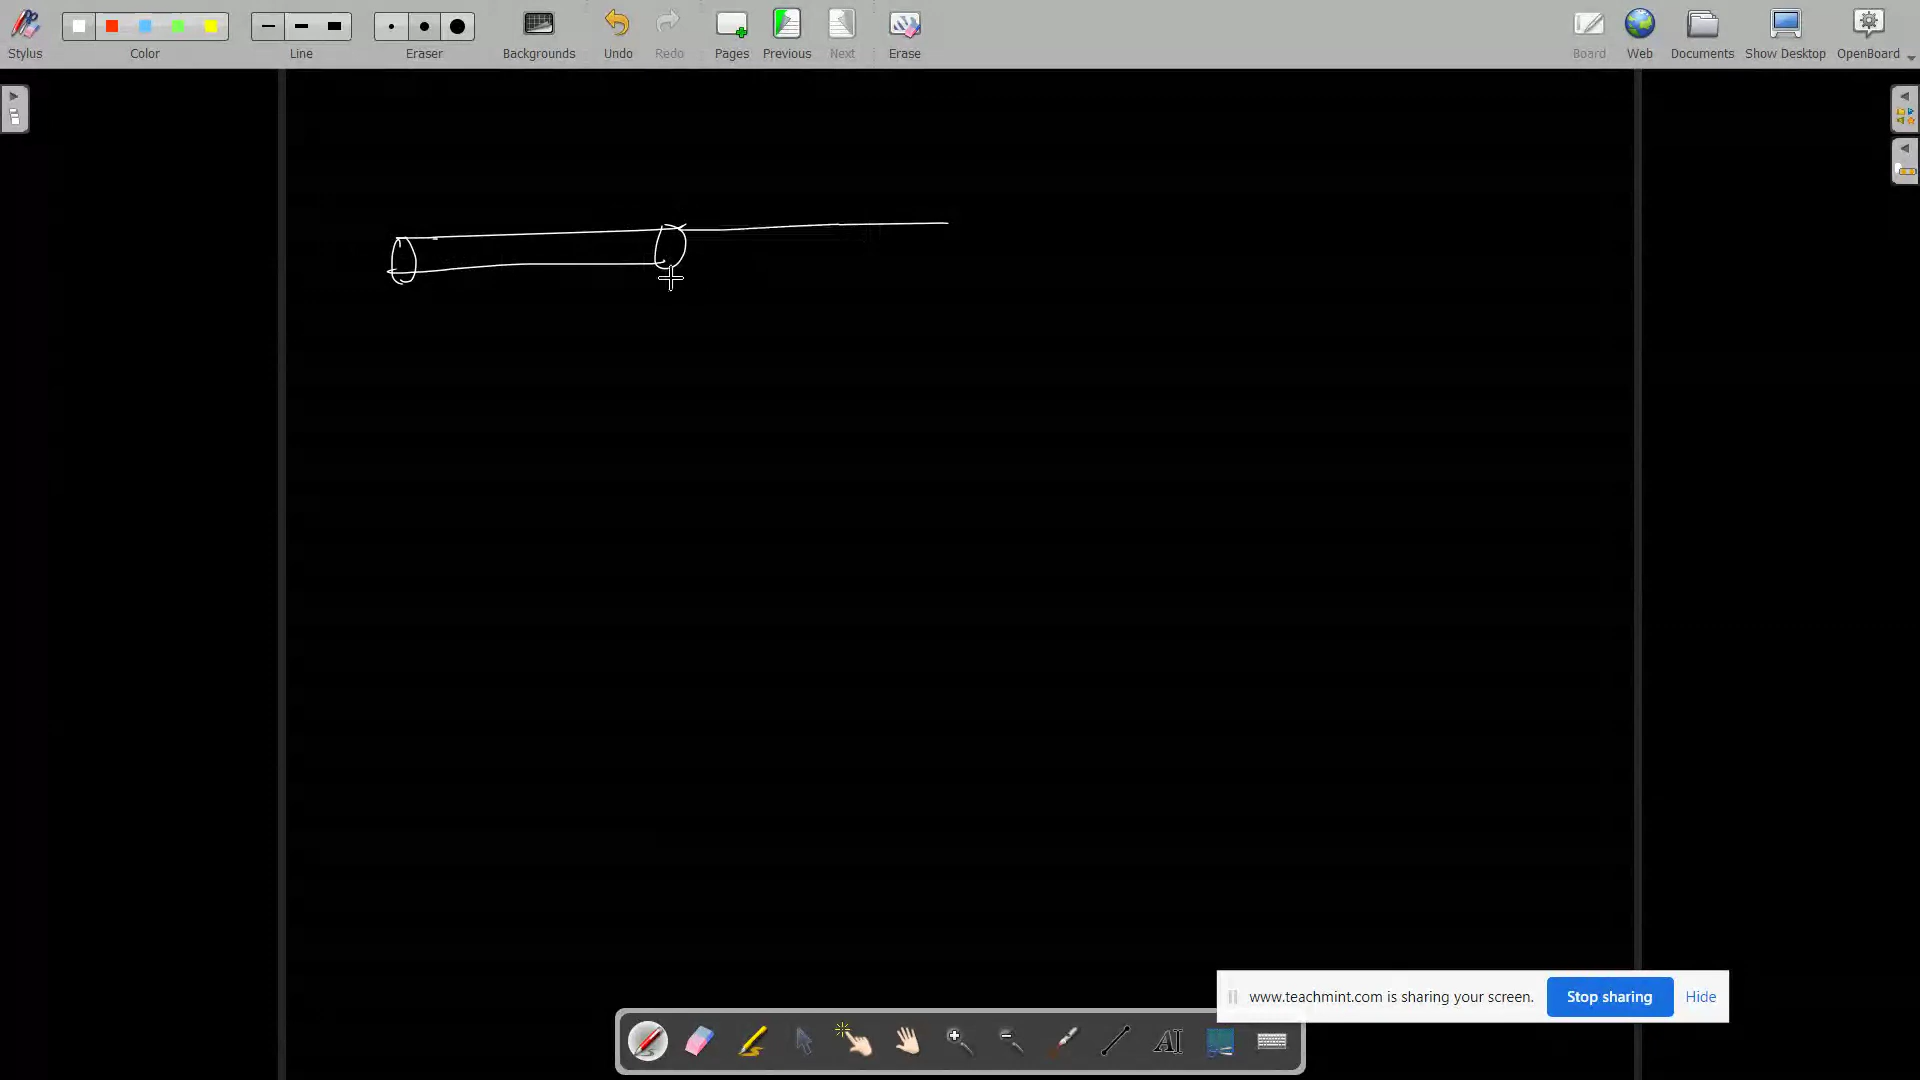 Stylus Color Line Eraser Backgrounds Undo Redo Pages Previous Next Erase Board Web Documents Show Desktop OpenBoard
www.teachmint.com is sharing your screen. Stop sharing Hide
AI